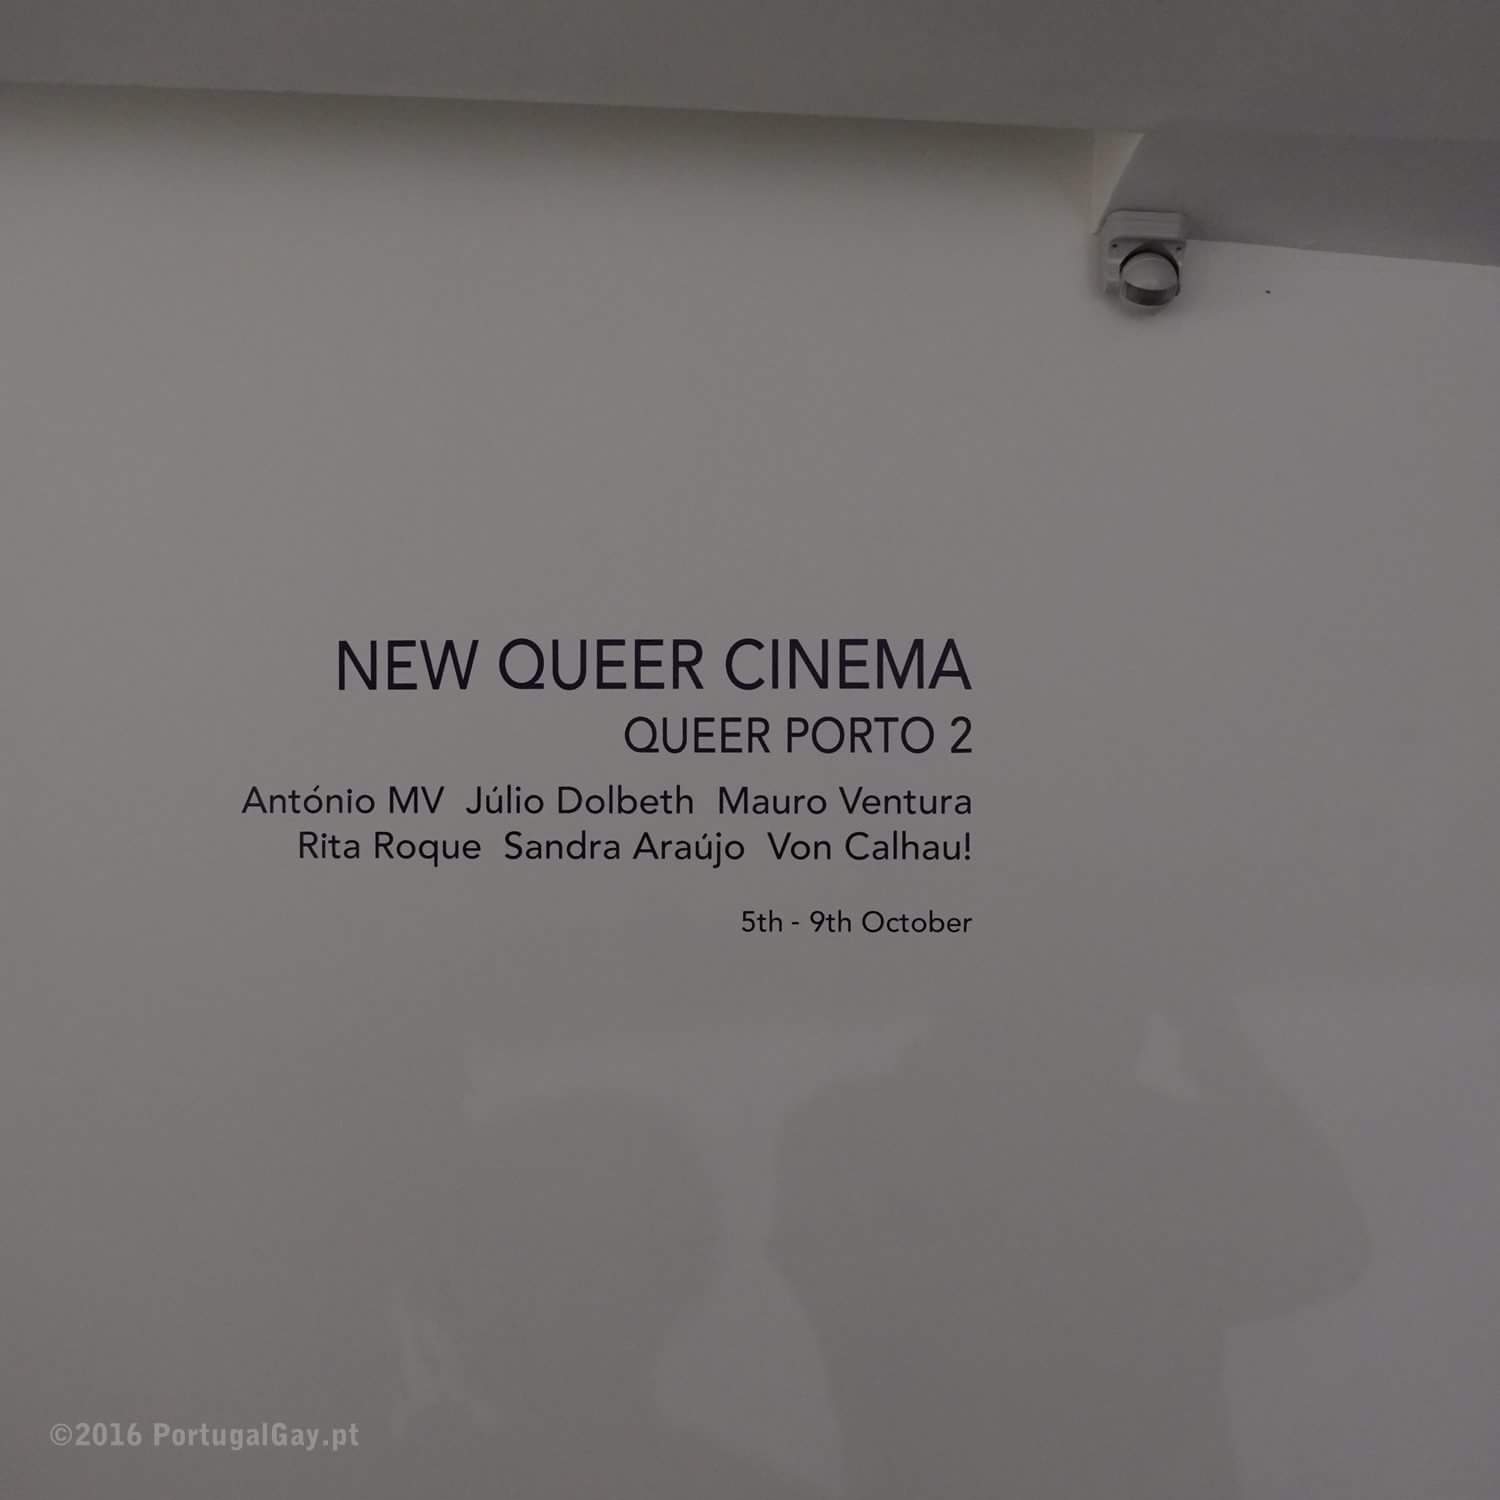 NEW QUEER CINEMA
QUEER PORTO 2
António MV Júlio Dolbeth Mauro Ventura
Rita Roque Sandra Araújo Von Calhau!
5th - 9th October
©2016 PortugalGay.pt